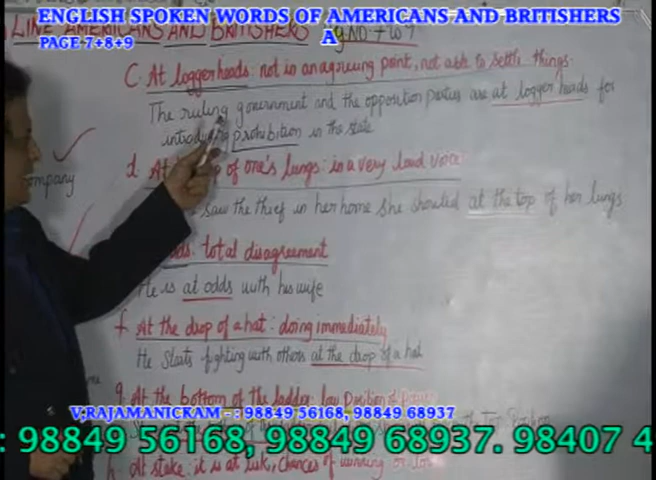 ENGLISH SPOKEN WORDS OF AMERICANS AND BRITISHERS
PAGE 7+8+9
A
LINE AMERICANS AND BRITISHERS
C. At loggerheads: not in an agreeing point, not able to settle things.
The ruling government and the opposition parties are at loggerheads for
prohibition in the state
d. of one's lungs: in a very loud voice
saw the thief in her home she shouted at the top of her lungs
company
total disagreement
He is at odds with his wife
f. At the drop of a hat: doing immediately
He starts fighting with others at the drop of a hat
g. At the bottom of the ladder: low position of
V.RAJAMANICKAM -: 98849 56168, 98849 68937
: 98849 56168, 98849 68937. 98407 4
h. At stake: it is at risk, chances of winning or